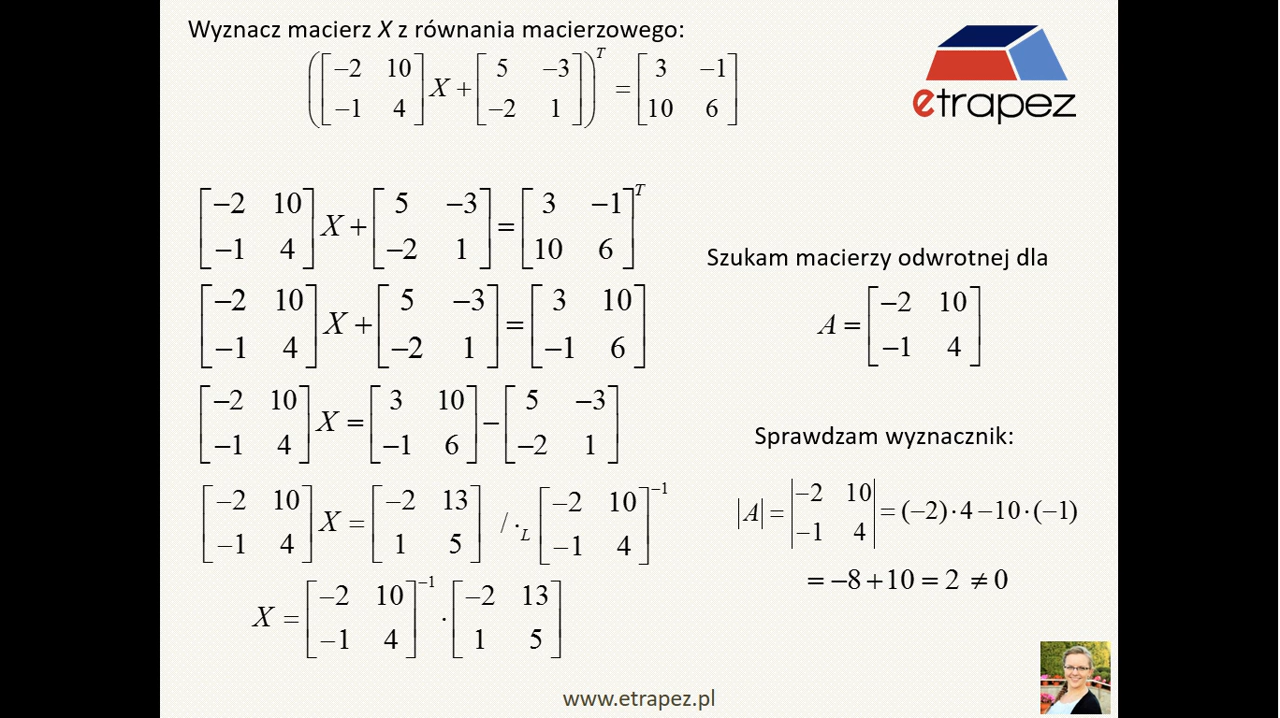 Wyznacz macierz X z równania macierzowego:
([−2 10; −1 4] X + [5 −3; −2 1])^T = [3 −1; 10 6]
etrapez
[−2 10; −1 4] X + [5 −3; −2 1] = [3 −1; 10 6]^T
[−2 10; −1 4] X + [5 −3; −2 1] = [3 10; −1 6]
[−2 10; −1 4] X = [3 10; −1 6] − [5 −3; −2 1]
[−2 10; −1 4] X = [−2 13; 1 5] / ·_L [−2 10; −1 4]^−1
X = [−2 10; −1 4]^−1 · [−2 13; 1 5]
Szukam macierzy odwrotnej dla
A = [−2 10; −1 4]
Sprawdzam wyznacznik:
|A| = |−2 10; −1 4| = (−2)·4−10·(−1)
= −8+10 = 2 ≠ 0
www.etrapez.pl